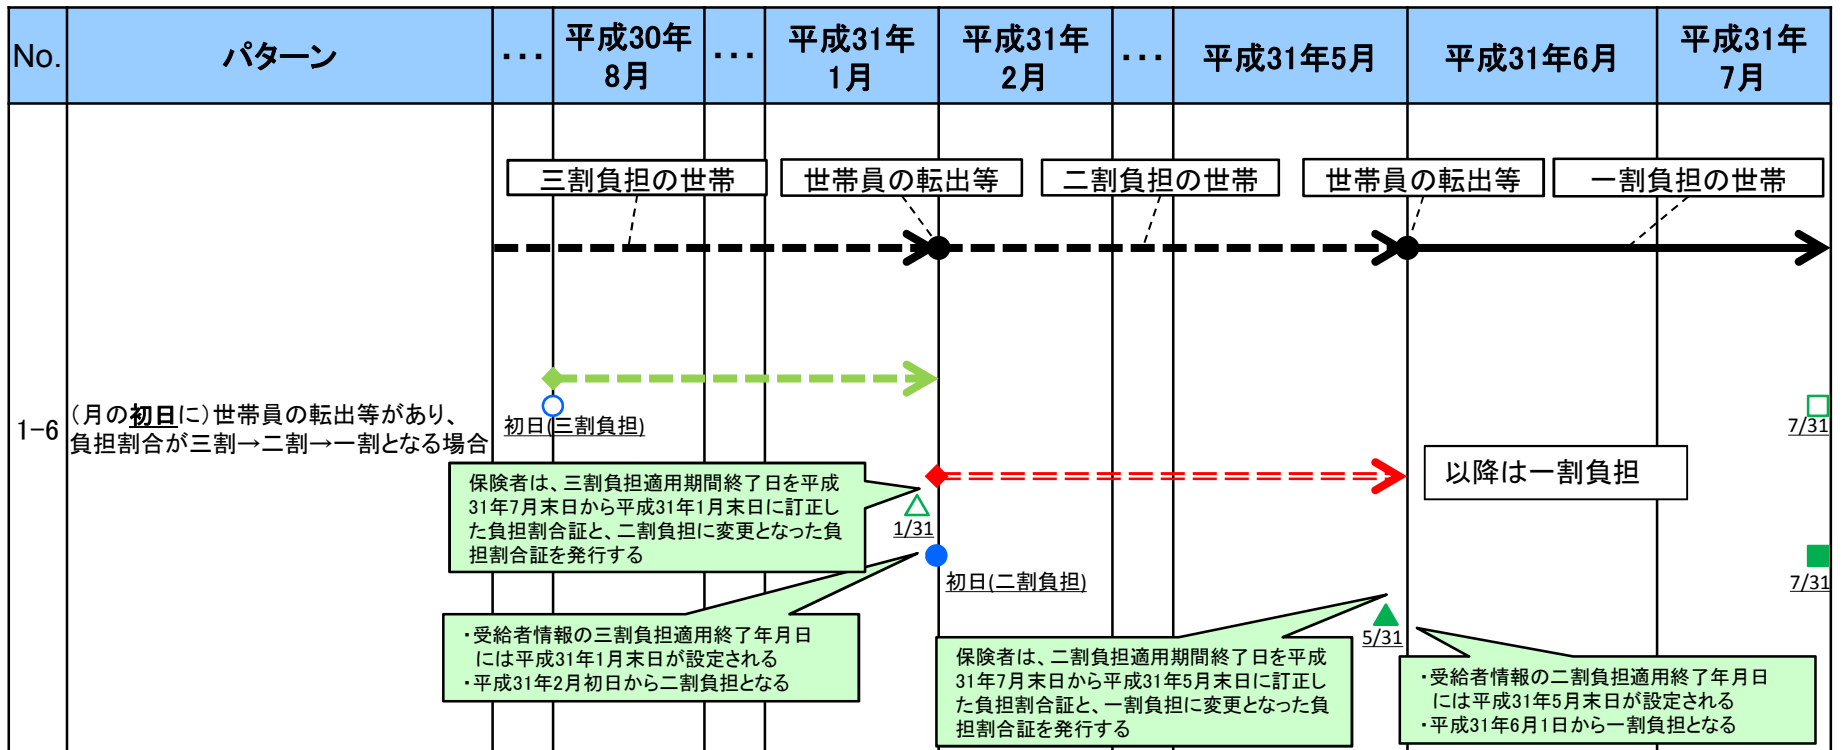 No.
パターン
･･･
平成30年
8月
･･･
平成31年
1月
平成31年
2月
･･･
平成31年5月
平成31年6月
平成31年
7月
三割負担の世帯
世帯員の転出等
二割負担の世帯
世帯員の転出等
一割負担の世帯
1-6
（月の初日に）世帯員の転出等があり、
負担割合が三割→二割→一割となる場合
初日(三割負担)
7/31
以降は一割負担
保険者は、三割負担適用期間終了日を平成
31年7月末日から平成31年1月末日に訂正し
た負担割合証と、二割負担に変更となった負
担割合証を発行する
1/31
初日(二割負担)
7/31
・受給者情報の三割負担適用終了年月日
には平成31年1月末日が設定される
・平成31年2月初日から二割負担となる
5/31
保険者は、二割負担適用期間終了日を平成
31年7月末日から平成31年5月末日に訂正し
た負担割合証と、一割負担に変更となった負
担割合証を発行する
・受給者情報の二割負担適用終了年月日
には平成31年5月末日が設定される
・平成31年6月1日から一割負担となる